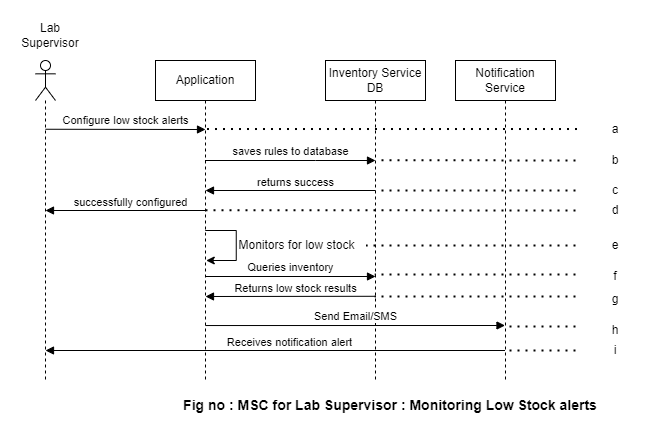 Lab
Supervisor
Application
Inventory Service
DB
Notification
Service
Configure low stock alerts
a
saves rules to database
b
returns success
c
successfully configured
d
Monitors for low stock
e
Queries inventory
f
Returns low stock results
g
Send Email/SMS
h
Receives notification alert
i
Fig no : MSC for Lab Supervisor : Monitoring Low Stock alerts